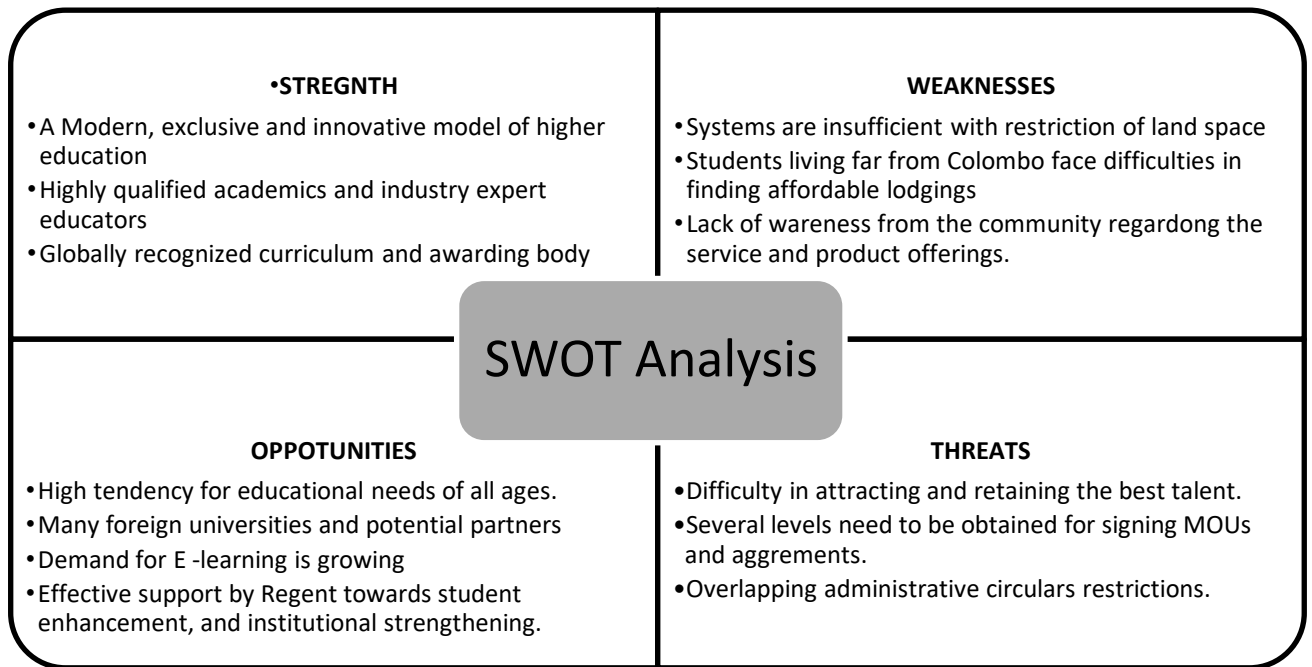 •STREGNTH
•A Modern, exclusive and innovative model of higher
education
•Highly qualified academics and industry expert
educators
•Globally recognized curriculum and awarding body
WEAKNESSES
•Systems are insufficient with restriction of land space
•Students living far from Colombo face difficulties in
finding affordable lodgings
•Lack of wareness from the community regardong the
service and product offerings.
SWOT Analysis
OPPOTUNITIES
•High tendency for educational needs of all ages.
•Many foreign universities and potential partners
•Demand for E -learning is growing
•Effective support by Regent towards student
enhancement, and institutional strengthening.
THREATS
•Difficulty in attracting and retaining the best talent.
•Several levels need to be obtained for signing MOUs
and aggrements.
•Overlapping administrative circulars restrictions.